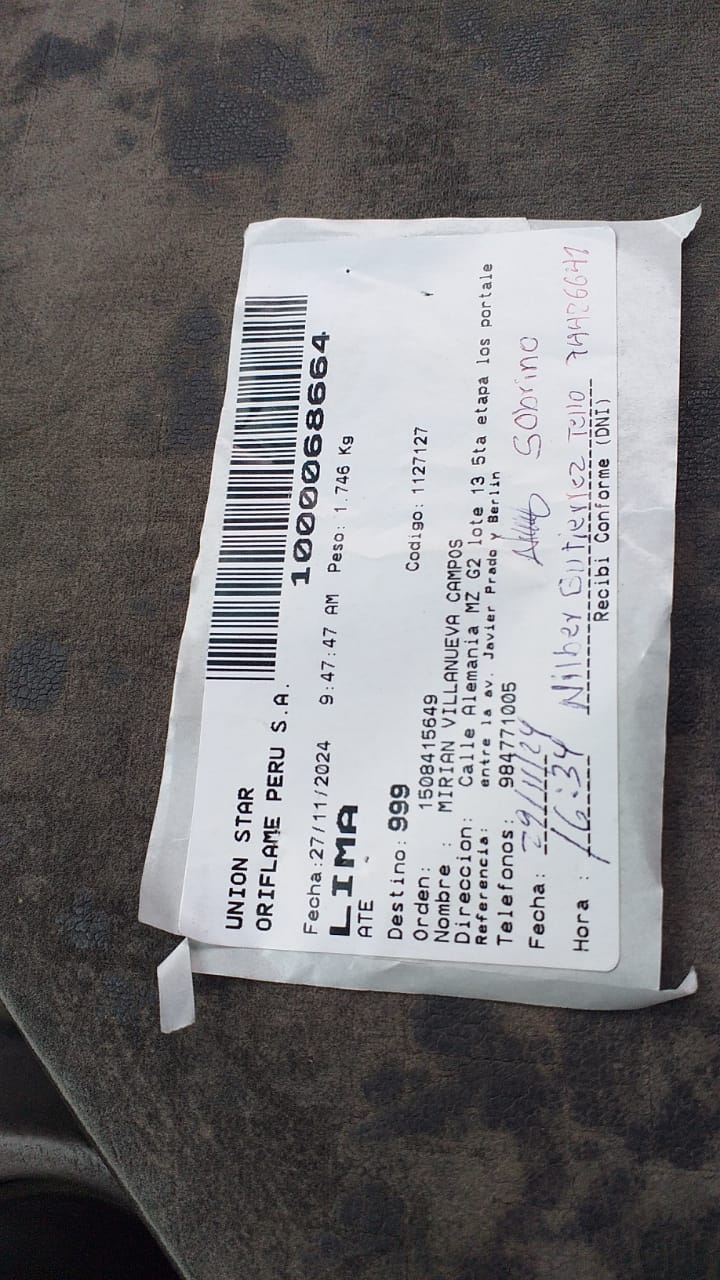 UNION STAR
ORIFLAME PERU S.A.
1000068664
Fecha:27/11/2024 9:47:47 AM Peso: 1.746 Kg
LIMA
ATE
Destino: 999
Orden: 1508415649 Codigo: 1127127
Nombre : MIRIAN VILLANUEVA CAMPOS
Direccion: Calle Alemania MZ G2 lote 13 5ta etapa los portale
Referencia: entre la av. Javier Prado y Berlin
Telefonos: 984771005
Sobrino
Fecha: 29/11/24
Hora : 16:34 Nilber Gutierrez Tello 74426641
Recibi Conforme (DNI)